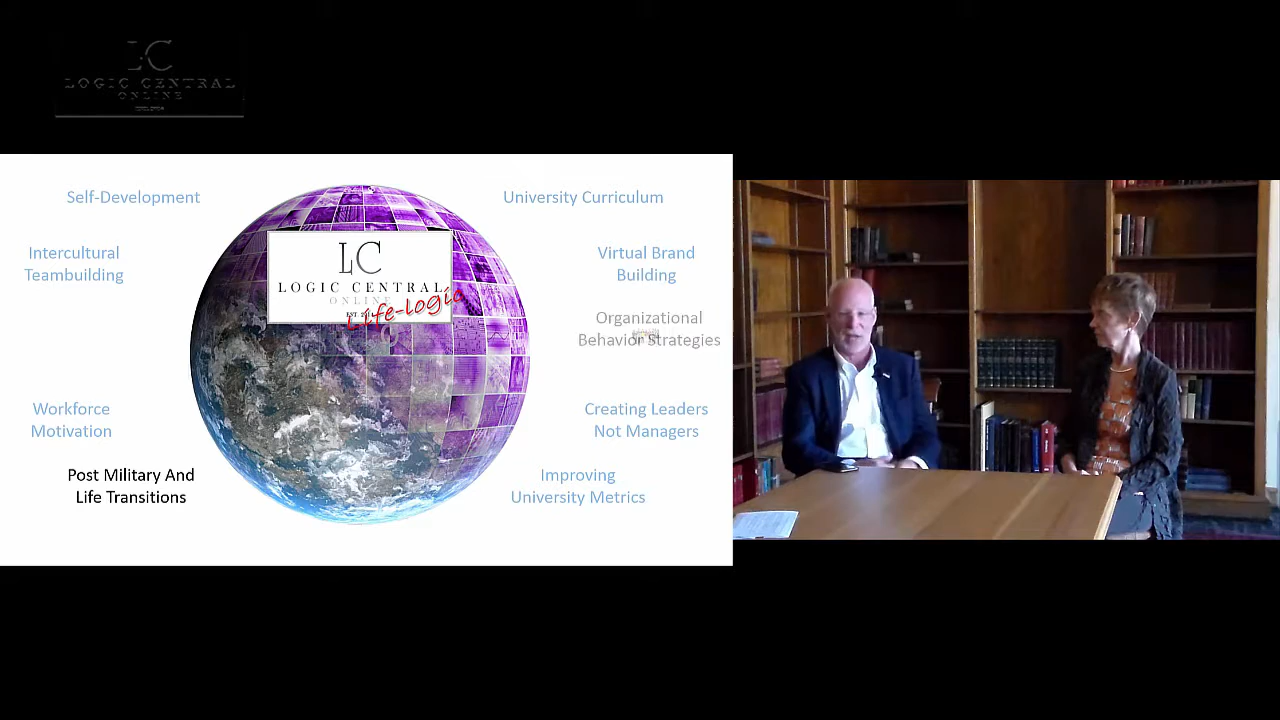 LC
LOGIC CENTRAL
ONLINE
Self-Development
University Curriculum
Intercultural
Teambuilding
Virtual Brand
Building
LC
LOGIC CENTRAL
ONLINE
EST.
Life-logic
Organizational
Behavior Strategies
Workforce
Motivation
Creating Leaders
Not Managers
Post Military And
Life Transitions
Improving
University Metrics